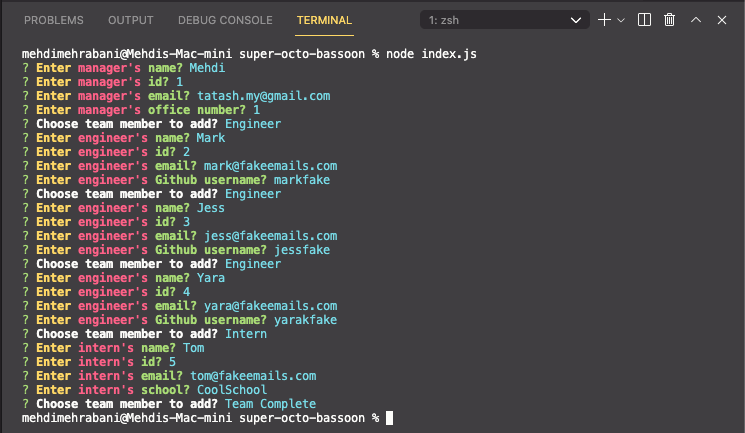 PROBLEMS OUTPUT DEBUG CONSOLE TERMINAL 1: zsh
mehdimehrabani@Mehdis-Mac-mini super-octo-bassoon % node index.js
? Enter manager's name? Mehdi
? Enter manager's id? 1
? Enter manager's email? tatash.my@gmail.com
? Enter manager's office number? 1
? Choose team member to add? Engineer
? Enter engineer's name? Mark
? Enter engineer's id? 2
? Enter engineer's email? mark@fakeemails.com
? Enter engineer's Github username? markfake
? Choose team member to add? Engineer
? Enter engineer's name? Jess
? Enter engineer's id? 3
? Enter engineer's email? jess@fakeemails.com
? Enter engineer's Github username? jessfake
? Choose team member to add? Engineer
? Enter engineer's name? Yara
? Enter engineer's id? 4
? Enter engineer's email? yara@fakeemails.com
? Enter engineer's Github username? yarakfake
? Choose team member to add? Intern
? Enter intern's name? Tom
? Enter intern's id? 5
? Enter intern's email? tom@fakeemails.com
? Enter intern's school? CoolSchool
? Choose team member to add? Team Complete
mehdimehrabani@Mehdis-Mac-mini super-octo-bassoon %